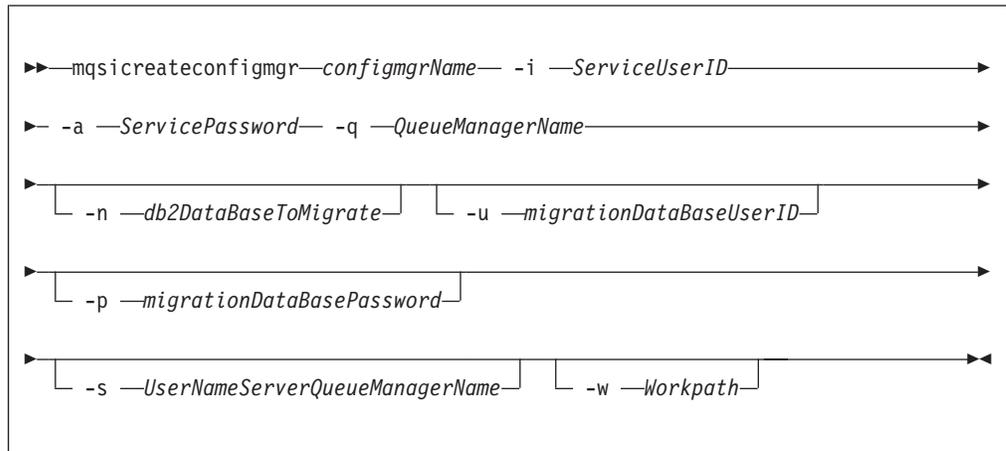 mqsicreateconfigmgr configmgrName -i ServiceUserID
-a ServicePassword -q QueueManagerName
-n db2DataBaseToMigrate -u migrationDataBaseUserID
-p migrationDataBasePassword
-s UserNameServerQueueManagerName -w Workpath